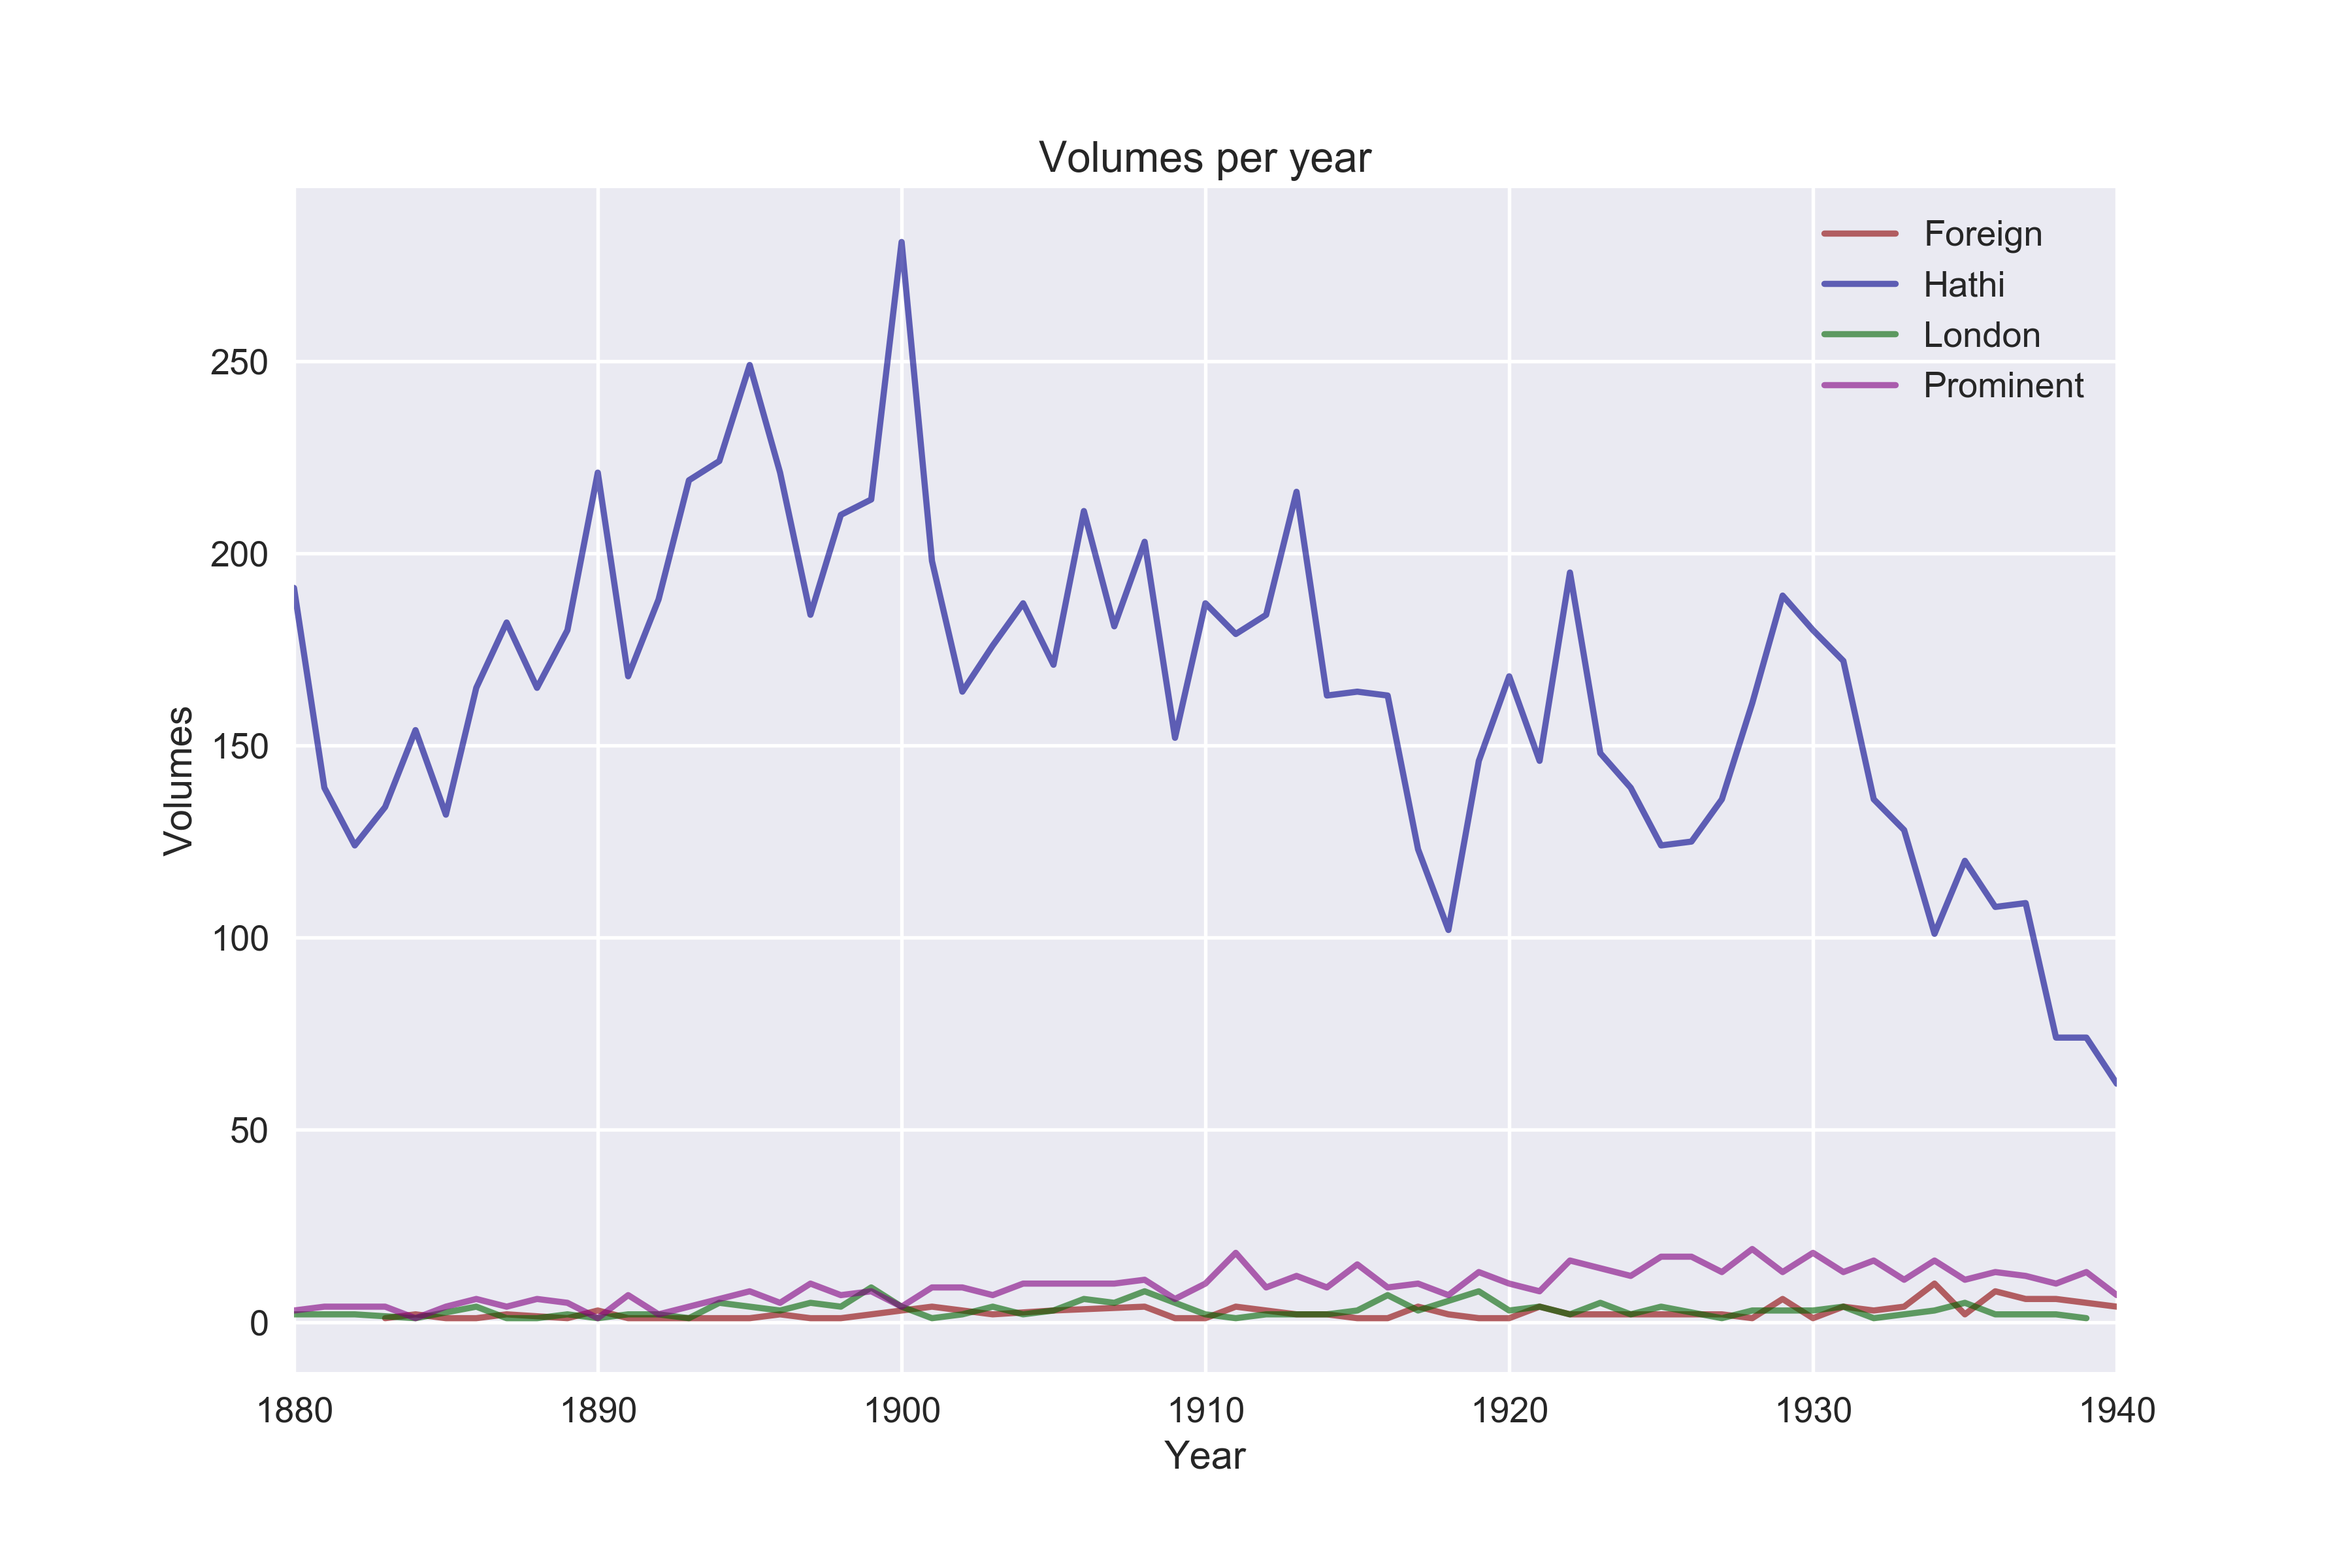 Volumes per year
Foreign
Hathi
London
Prominent
250
200
150
100
50
0
Volumes
1880 1890 1900 1910 1920 1930 1940
Year